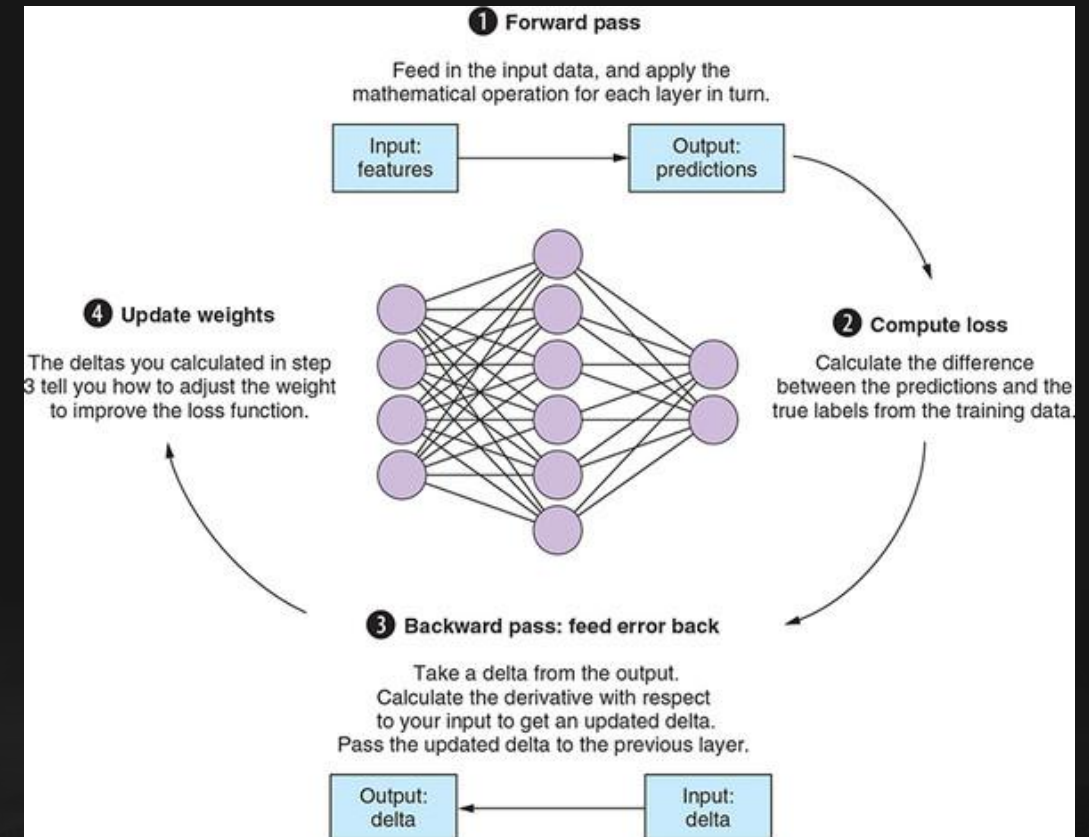 1 Forward pass
Feed in the input data, and apply the
mathematical operation for each layer in turn.
Input:
features
Output:
predictions
2 Compute loss
Calculate the difference
between the predictions and the
true labels from the training data.
3 Backward pass: feed error back
Take a delta from the output.
Calculate the derivative with respect
to your input to get an updated delta.
Pass the updated delta to the previous layer.
Output:
delta
Input:
delta
4 Update weights
The deltas you calculated in step
3 tell you how to adjust the weight
to improve the loss function.